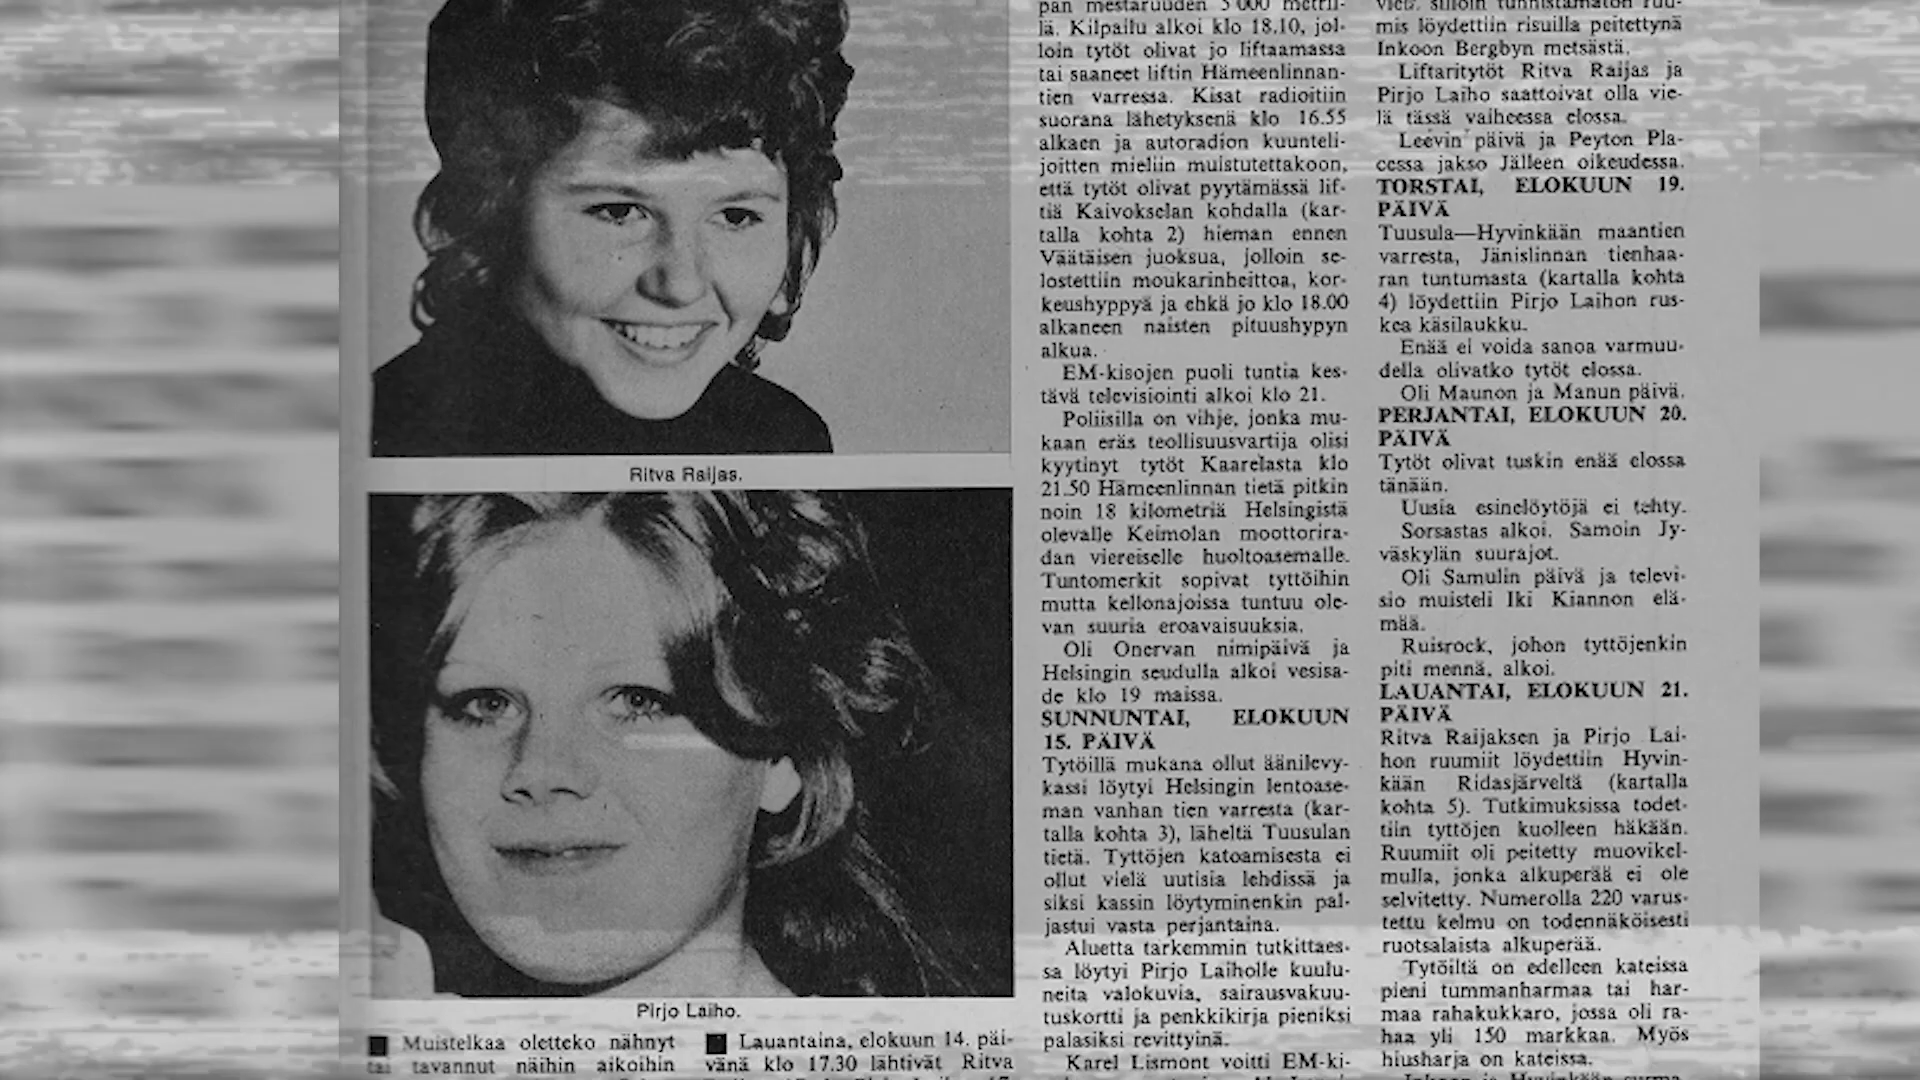 Ritva Raijas.
Pirjo Laiho.
Muistelkaa oletteko nähnyt
tai tavannut näihin aikoihin
Lauantaina, elokuun 14. päi-
vänä klo 17.30 lähtivät Ritva
pan mestaruuden 5 000 metril-
lä. Kilpailu alkoi klo 18.10, jol-
loin tytöt olivat jo liftaamassa
tai saaneet liftin Hämeenlinnan-
tien varressa. Kisat radioitiin
suorana lähetyksenä klo 16.55
alkaen ja autoradion kuunteli-
joitten mieliin muistutettakoon,
että tytöt olivat pyytämässä lif-
tiä Kaivokselan kohdalla (kar-
talla kohta 2) hieman ennen
Väätäisen juoksua, jolloin se-
lostettiin moukarinheittoa, kor-
keushyppyä ja ehkä jo klo 18.00
alkaneen naisten pituushypyn
alkua.
EM-kisojen puoli tuntia kes-
tävä televisiointi alkoi klo 21.
Poliisilla on vihje, jonka mu-
kaan eräs teollisuusvartija olisi
kyytinyt tytöt Kaarelasta klo
21.50 Hämeenlinnan tietä pitkin
noin 18 kilometriä Helsingistä
olevalle Keimolan moottorira-
dan viereiselle huoltoasemalle.
Tuntomerkit sopivat tyttöihin
mutta kellonajoissa tuntuu ole-
van suuria eroavaisuuksia.
Oli Onervan nimipäivä ja
Helsingin seudulla alkoi vesisa-
de klo 19 maissa.
SUNNUNTAI, ELOKUUN
15. PÄIVÄ
Tytöillä mukana ollut äänilevy-
kassi löytyi Helsingin lentoase-
man vanhan tien varresta (kar-
talla kohta 3), läheltä Tuusulan
tietä. Tyttöjen katoamisesta ei
ollut vielä uutisia lehdissä ja
siksi kassin löytyminenkin pal-
jastui vasta perjantaina.
Aluetta tarkemmin tutkittaes-
sa löytyi Pirjo Laiholle kuulu-
neita valokuvia, sairausvakuu-
tuskortti ja penkkikirja pieniksi
palasiksi revittyinä.
Karel Lismont voitti EM-ki-
silloin tunnistamaton ruu-
mis löydettiin risuilla peitettynä
Inkoon Bergbyn metsästä.
Liftaritytöt Ritva Raijas ja
Pirjo Laiho saattoivat olla vie-
lä tässä vaiheessa elossa.
Leevin päivä ja Peyton Pla-
cessa jakso Jälleen oikeudessa.
TORSTAI, ELOKUUN 19.
PÄIVÄ
Tuusula—Hyvinkään maantien
varresta, Jänislinnan tienhaa-
ran tuntumasta (kartalla kohta
4) löydettiin Pirjo Laihon rus-
kea käsilaukku.
Enää ei voida sanoa varmuu-
della olivatko tytöt elossa.
Oli Maunon ja Manun päivä.
PERJANTAI, ELOKUUN 20.
PÄIVÄ
Tytöt olivat tuskin enää elossa
tänään.
Uusia esinelöytöjä ei tehty.
Sorsastas alkoi. Samoin Jy-
väskylän suurajot.
Oli Samulin päivä ja televi-
sio muisteli Iki Kiannon elä-
mää.
Ruisrock, johon tyttöjenkin
piti mennä, alkoi.
LAUANTAI, ELOKUUN 21.
PÄIVÄ
Ritva Raijaksen ja Pirjo Lai-
hon ruumiit löydettiin Hyvin-
kään Ridasjärveltä (kartalla
kohta 5). Tutkimuksissa todet-
tiin tyttöjen kuolleen häkään.
Ruumiit oli peitetty muovikel-
mulla, jonka alkuperää ei ole
selvitetty. Numerolla 220 varus-
tettu kelmu on todennäköisesti
ruotsalaista alkuperää.
Tytöiltä on edelleen kateissa
pieni tummanharmaa tai har-
maa rahakukkaro, jossa oli ra-
haa yli 150 markkaa. Myös
hiusharja on kateissa.